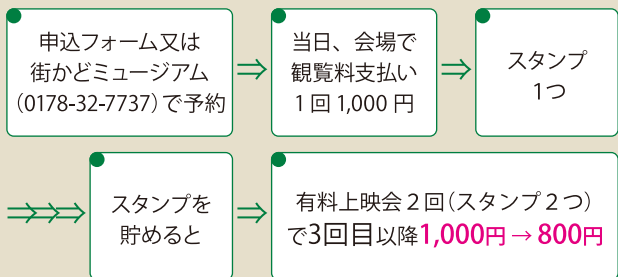 申込フォーム又は
街かどミュージアム
（0178-32-7737）で予約
当日、会場で
観覧料支払い
1回1,000円
スタンプ
1つ
スタンプを
貯めると
有料上映会2回（スタンプ2つ）
で3回目以降1,000円→800円